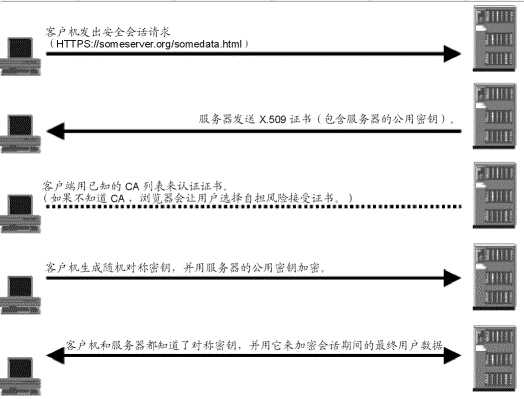 客户机发出安全会话请求
（HTTPS://someserver.org/somedata.html）
服务器发送 X.509 证书（包含服务器的公用密钥）。
客户端用已知的 CA 列表来认证证书。
（如果不知道 CA ，浏览器会让用户选择自担风险接受证书。）
客户机生成随机对称密钥，并用服务器的公用密钥加密。
客户机和服务器都知道了对称密钥，并用它来加密会话期间的最终用户数据